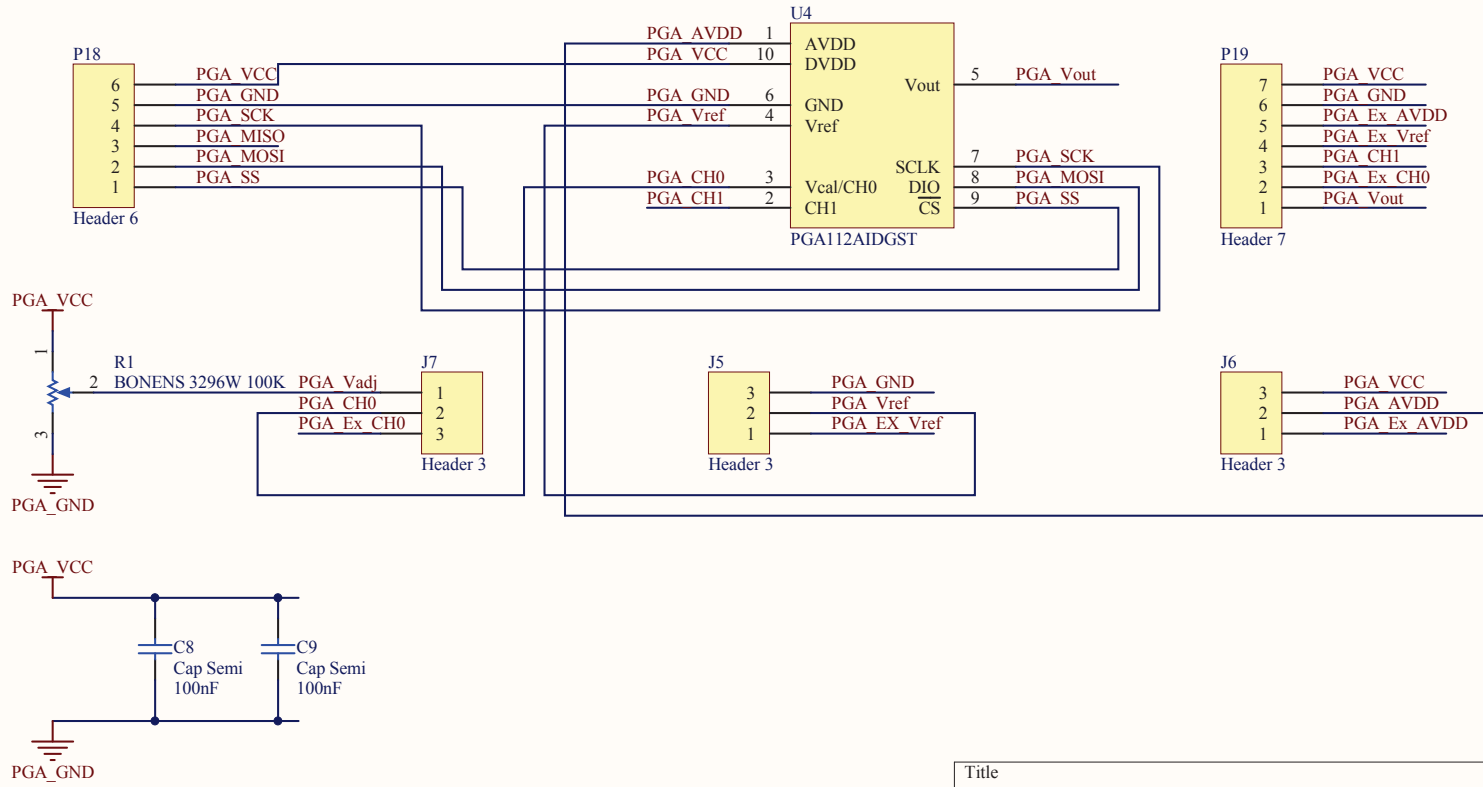 U4
PGA_AVDD 1 AVDD
PGA_VCC 10 DVDD
Vout 5 PGA_Vout
PGA_GND 6 GND
PGA_Vref 4 Vref
SCLK 7 PGA_SCK
PGA_CH0 3 Vcal/CH0 DIO 8 PGA_MOSI
PGA_CH1 2 CH1 CS 9 PGA_SS
PGA112AIDGST
P18
6 PGA_VCC
5 PGA_GND
4 PGA_SCK
3 PGA_MISO
2 PGA_MOSI
1 PGA_SS
Header 6
P19
7 PGA_VCC
6 PGA_GND
5 PGA_Ex_AVDD
4 PGA_Ex_Vref
3 PGA_CH1
2 PGA_Ex_CH0
1 PGA_Vout
Header 7
PGA_VCC
1
R1
2 BONENS 3296W 100K
3
PGA_GND
J7
PGA_Vadj 1
PGA_CH0 2
PGA_Ex_CH0 3
Header 3
J5
3 PGA_GND
2 PGA_Vref
1 PGA_EX_Vref
Header 3
J6
3 PGA_VCC
2 PGA_AVDD
1 PGA_Ex_AVDD
Header 3
PGA_VCC
C8
Cap Semi
100nF
C9
Cap Semi
100nF
PGA_GND
Title